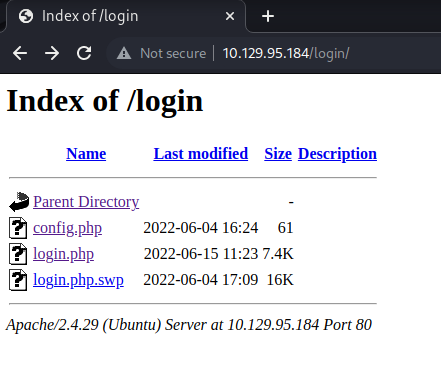 Index of /login
Not secure 10.129.95.184/login/
Index of /login
Name Last modified Size Description
Parent Directory -
config.php 2022-06-04 16:24 61
login.php 2022-06-15 11:23 7.4K
login.php.swp 2022-06-04 17:09 16K
Apache/2.4.29 (Ubuntu) Server at 10.129.95.184 Port 80